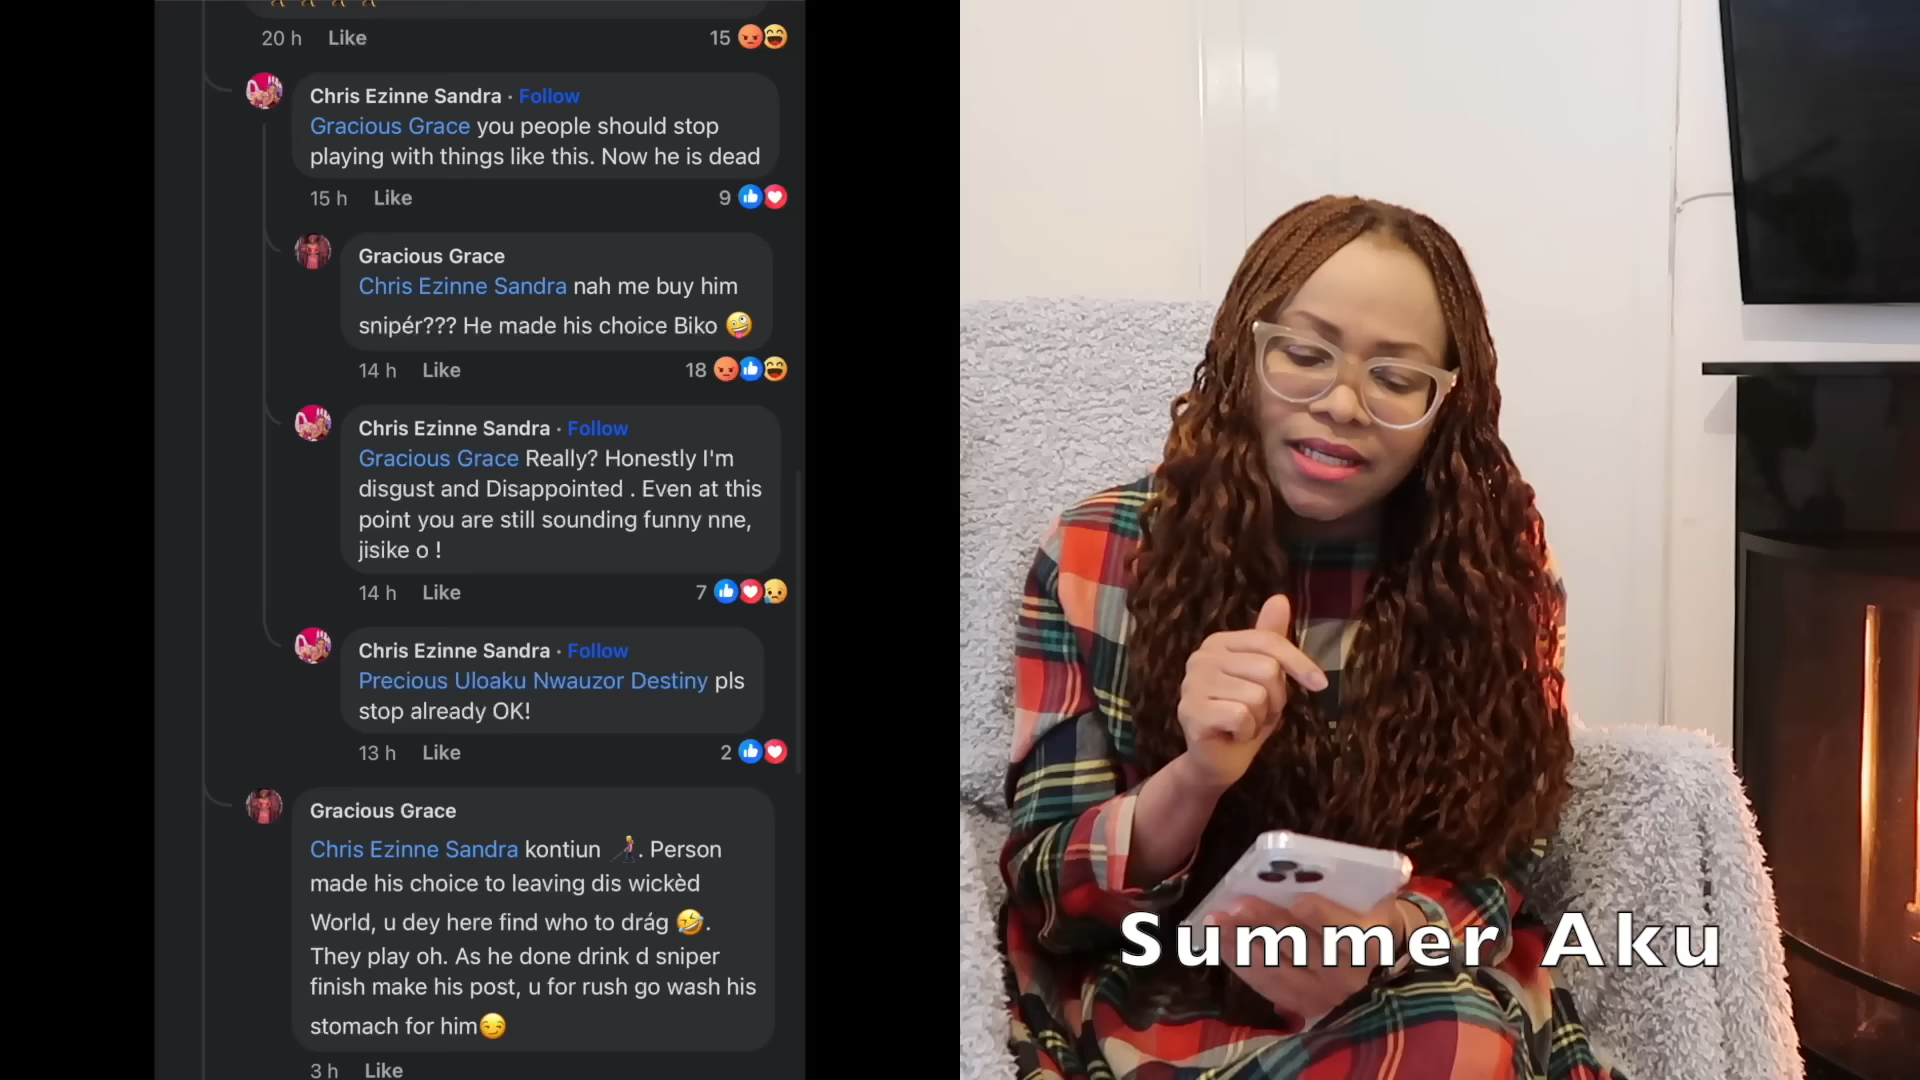 20 h Like 15
Chris Ezinne Sandra · Follow
Gracious Grace you people should stop
playing with things like this. Now he is dead
15 h Like 9
Gracious Grace
Chris Ezinne Sandra nah me buy him
snipér??? He made his choice Biko 🤪
14 h Like 18
Chris Ezinne Sandra · Follow
Gracious Grace Really? Honestly I'm
disgust and Disappointed . Even at this
point you are still sounding funny nne,
jisike o !
14 h Like 7
Chris Ezinne Sandra · Follow
Precious Uloaku Nwauzor Destiny pls
stop already OK!
13 h Like 2
Gracious Grace
Chris Ezinne Sandra kontiun 👩‍🦯. Person
made his choice to leaving dis wickèd
World, u dey here find who to drág 🤣.
They play oh. As he done drink d sniper
finish make his post, u for rush go wash his
stomach for him😏
3 h Like
Summer Aku